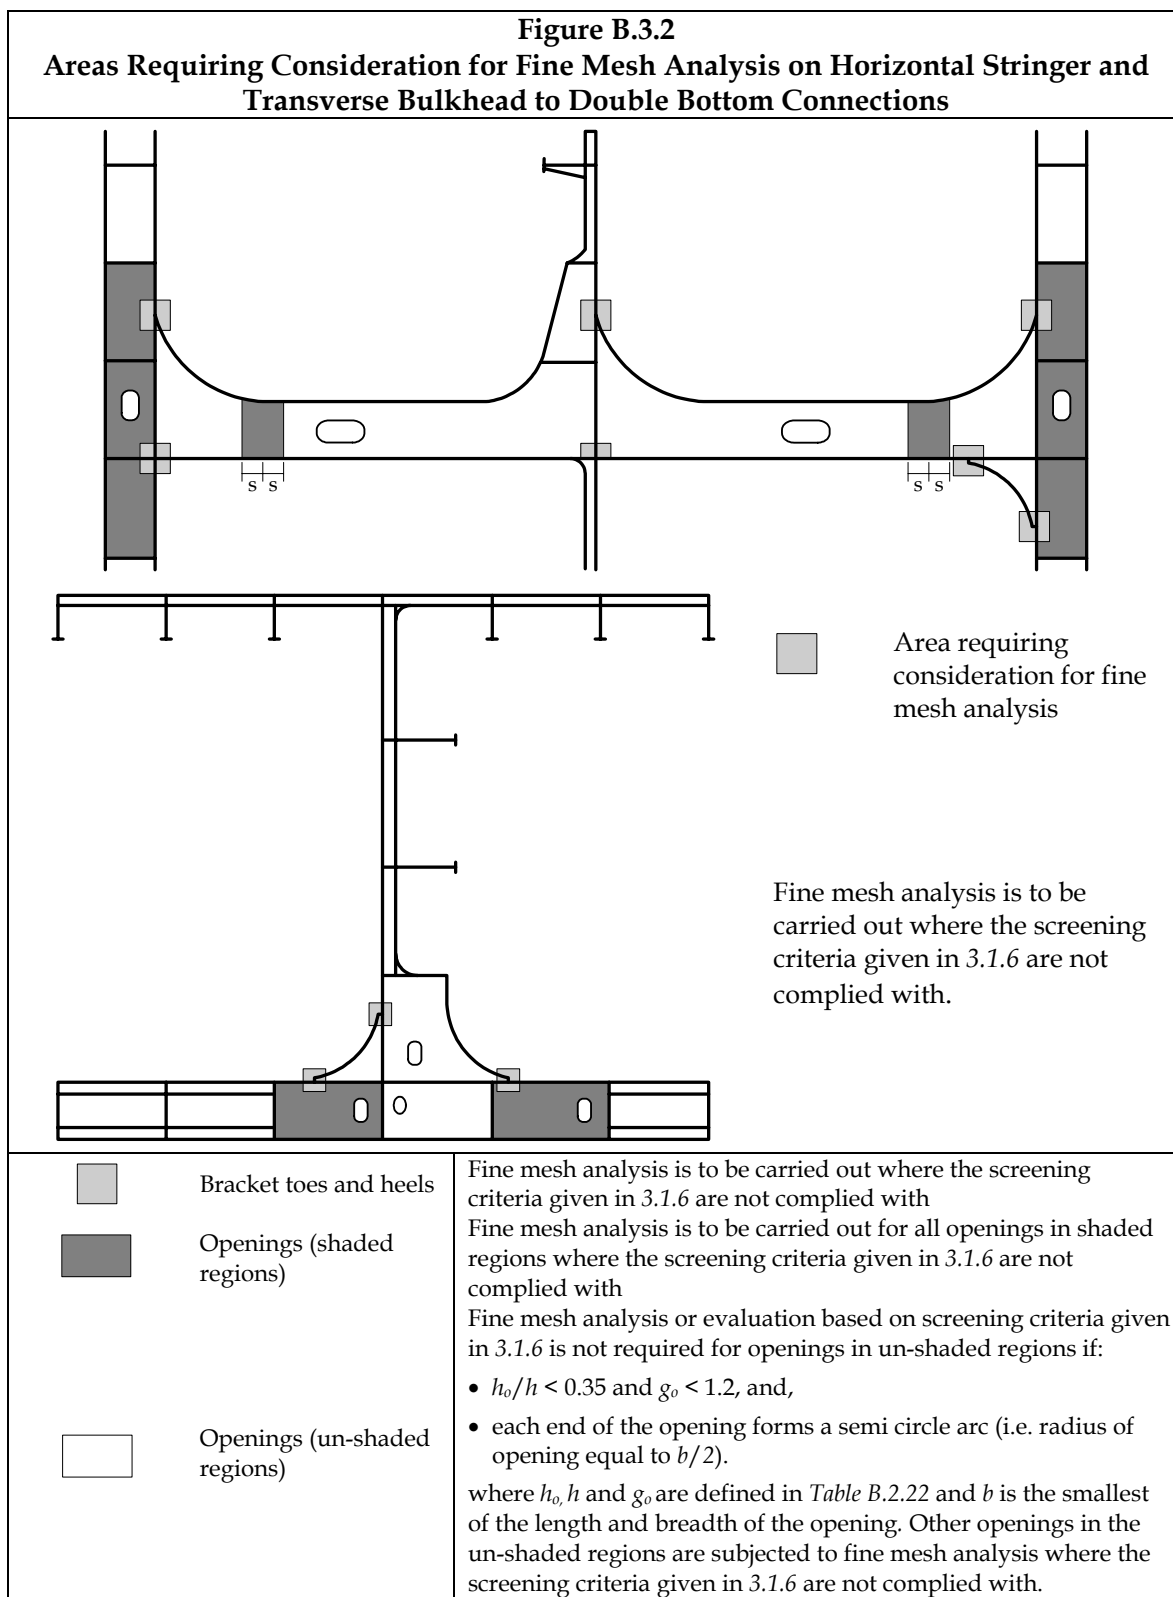 Figure B.3.2
Areas Requiring Consideration for Fine Mesh Analysis on Horizontal Stringer and
Transverse Bulkhead to Double Bottom Connections
s s
s s
Area requiring
consideration for fine
mesh analysis
Fine mesh analysis is to be
carried out where the screening
criteria given in 3.1.6 are not
complied with.
Bracket toes and heels
Fine mesh analysis is to be carried out where the screening
criteria given in 3.1.6 are not complied with
Openings (shaded
regions)
Fine mesh analysis is to be carried out for all openings in shaded
regions where the screening criteria given in 3.1.6 are not
complied with
Openings (un-shaded
regions)
Fine mesh analysis or evaluation based on screening criteria given
in 3.1.6 is not required for openings in un-shaded regions if:
• ho/h < 0.35 and go < 1.2, and,
• each end of the opening forms a semi circle arc (i.e. radius of
opening equal to b/2).
where ho, h and go are defined in Table B.2.22 and b is the smallest
of the length and breadth of the opening. Other openings in the
un-shaded regions are subjected to fine mesh analysis where the
screening criteria given in 3.1.6 are not complied with.